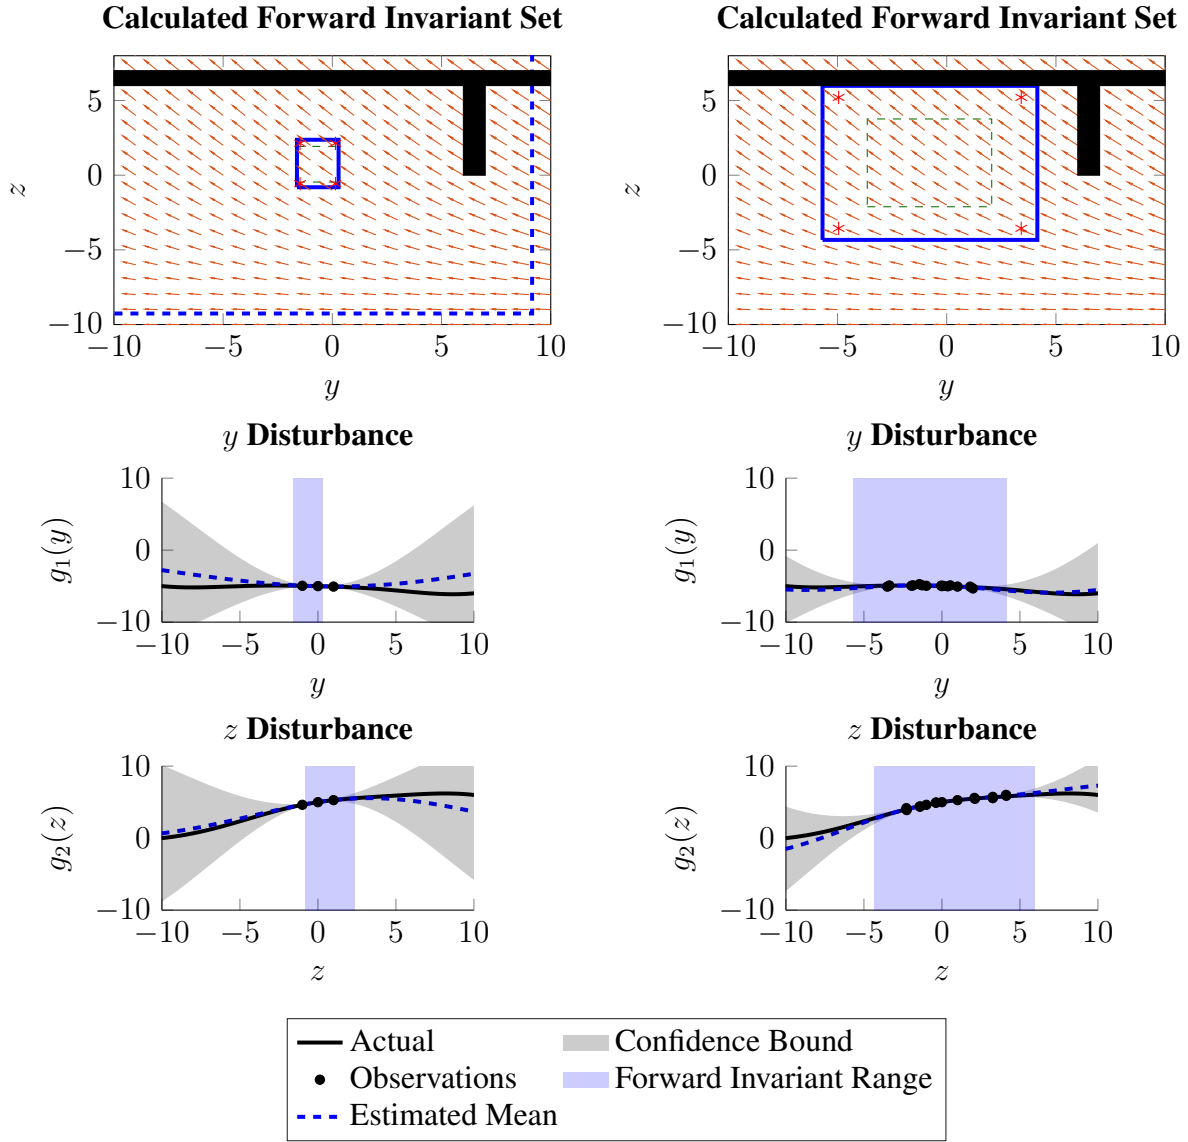 Calculated Forward Invariant Set
5
0
−5
−10
−10
−5
0
5
10
z
y
Calculated Forward Invariant Set
5
0
−5
−10
−10
−5
0
5
10
z
y
y Disturbance
10
0
−10
−10
−5
0
5
10
g₁(y)
y
y Disturbance
10
0
−10
−10
−5
0
5
10
g₁(y)
y
z Disturbance
10
0
−10
−10
−5
0
5
10
g₂(z)
z
z Disturbance
10
0
−10
−10
−5
0
5
10
g₂(z)
z
Actual
Observations
Estimated Mean
Confidence Bound
Forward Invariant Range